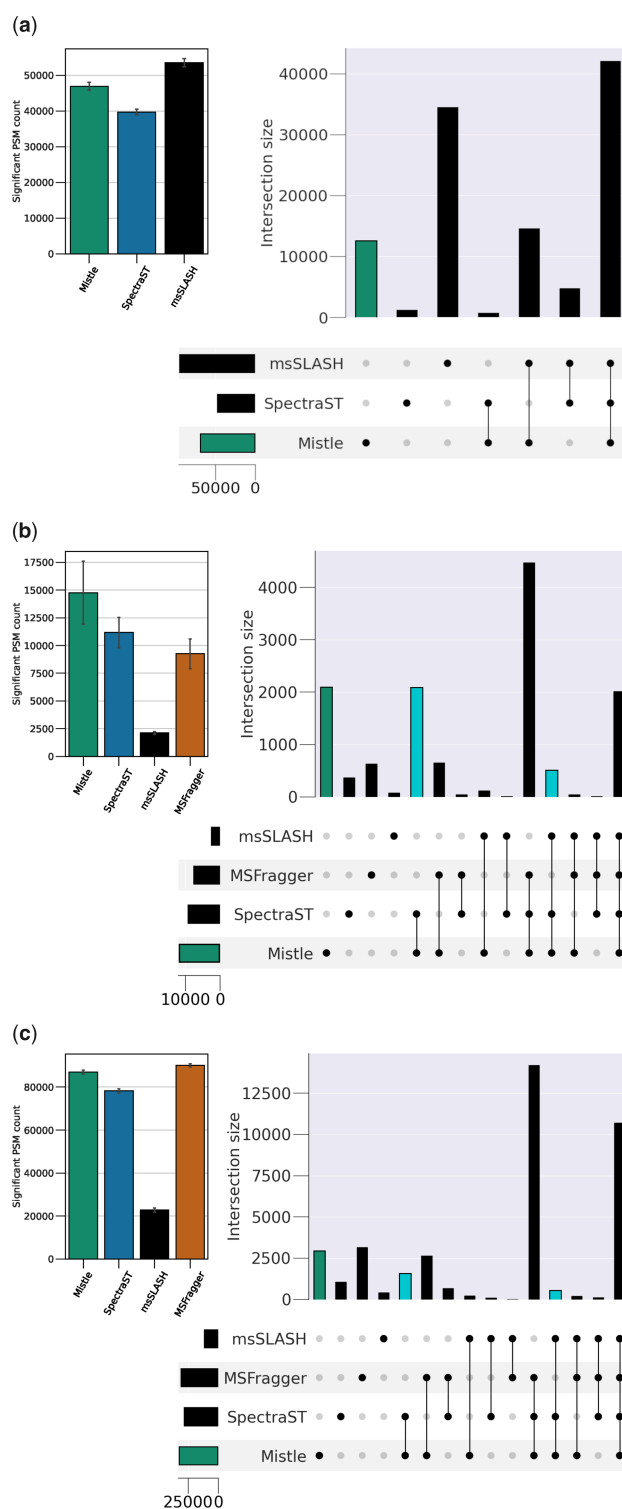 (a)
Significant PSM count
50000
40000
30000
20000
10000
0
Mistle
SpectraST
msSLASH
Intersection size
40000
30000
20000
10000
0
msSLASH
SpectraST
Mistle
50000 0
(b)
Significant PSM count
17500
15000
12500
10000
7500
5000
2500
0
Mistle
SpectraST
msSLASH
MSFragger
Intersection size
4000
3000
2000
1000
0
msSLASH
MSFragger
SpectraST
Mistle
10000 0
(c)
Significant PSM count
80000
60000
40000
20000
0
Mistle
SpectraST
msSLASH
MSFragger
Intersection size
12500
10000
7500
5000
2500
0
msSLASH
MSFragger
SpectraST
Mistle
250000